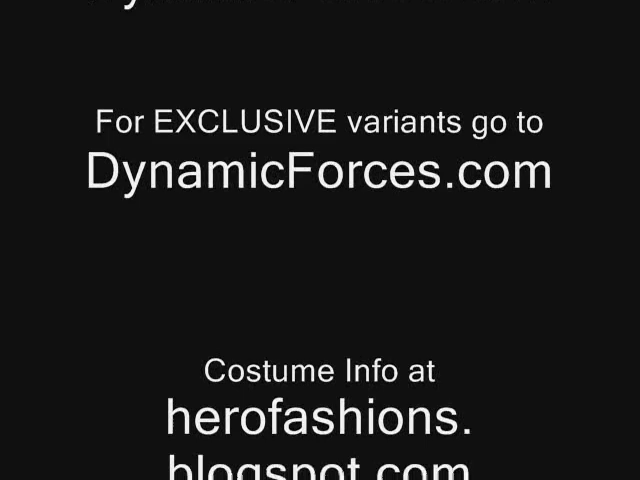 For EXCLUSIVE variants go to
DynamicForces.com
Costume Info at
herofashions.
blogspot.com